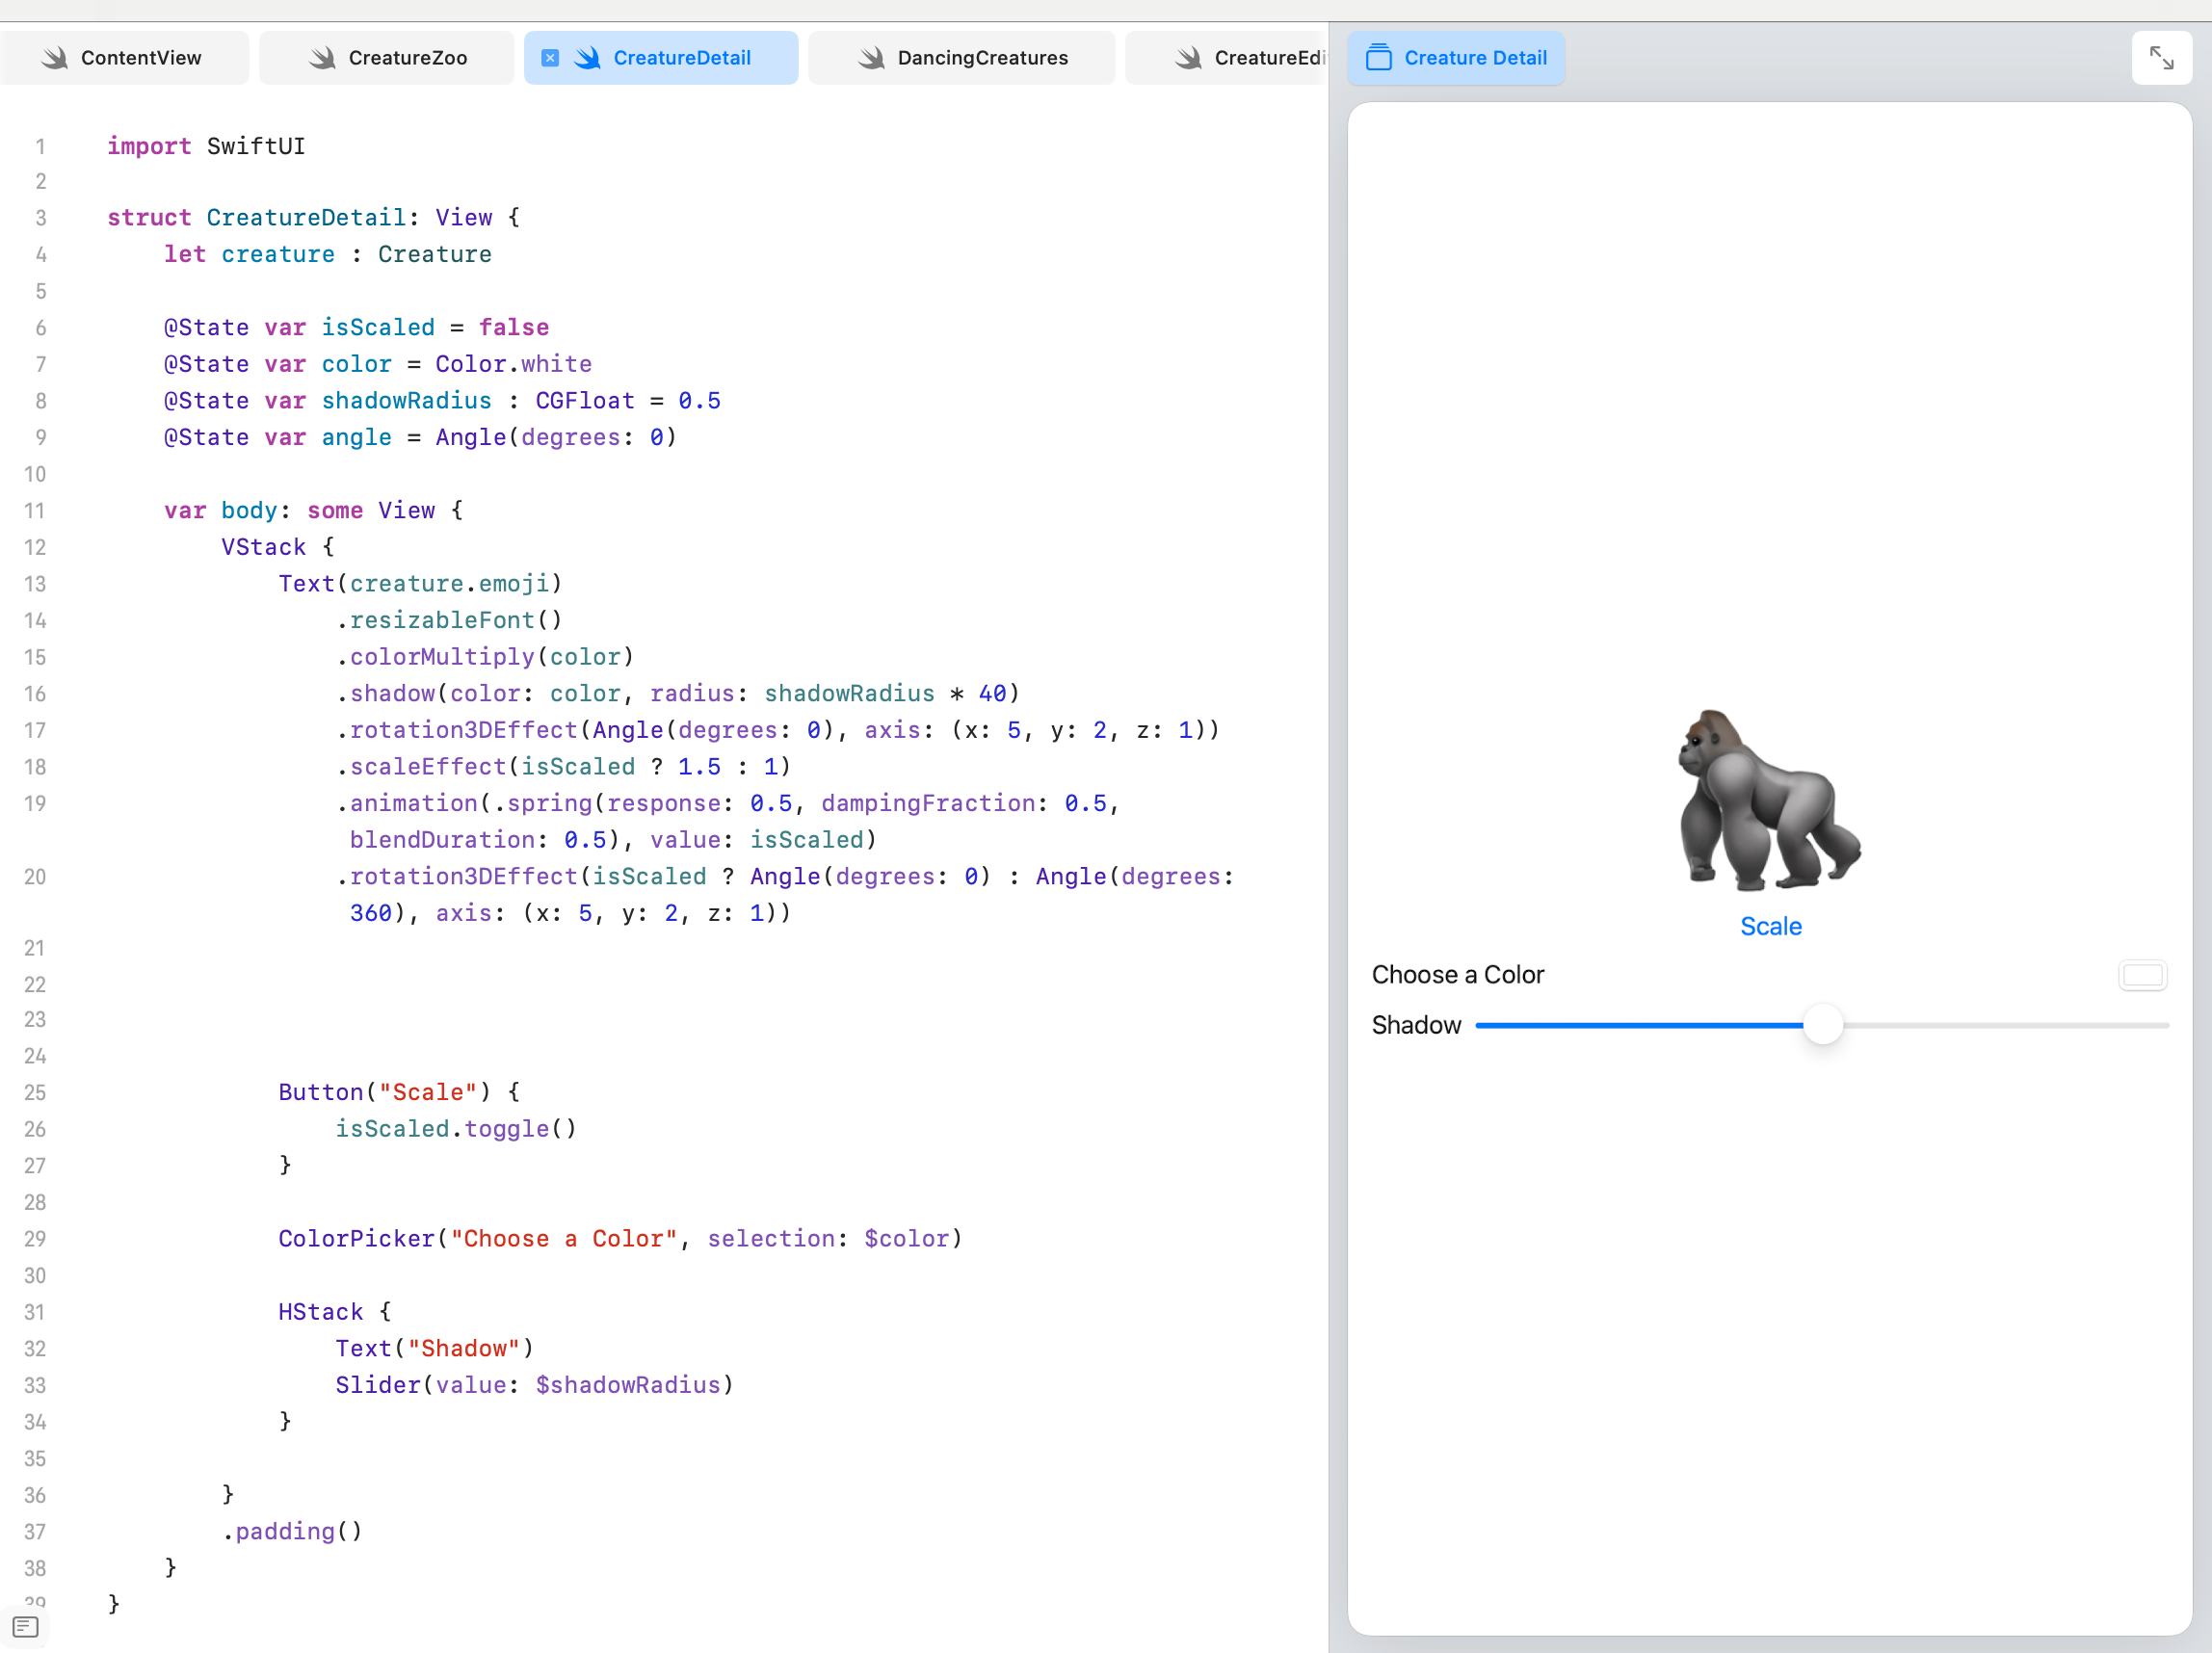 ContentView
CreatureZoo
CreatureDetail
DancingCreatures
CreatureEdi
Creature Detail
1 import SwiftUI
2
3 struct CreatureDetail: View {
4 let creature : Creature
5
6 @State var isScaled = false
7 @State var color = Color.white
8 @State var shadowRadius : CGFloat = 0.5
9 @State var angle = Angle(degrees: 0)
10
11 var body: some View {
12 VStack {
13 Text(creature.emoji)
14 .resizableFont()
15 .colorMultiply(color)
16 .shadow(color: color, radius: shadowRadius * 40)
17 .rotation3DEffect(Angle(degrees: 0), axis: (x: 5, y: 2, z: 1))
18 .scaleEffect(isScaled ? 1.5 : 1)
19 .animation(.spring(response: 0.5, dampingFraction: 0.5,
blendDuration: 0.5), value: isScaled)
20 .rotation3DEffect(isScaled ? Angle(degrees: 0) : Angle(degrees:
360), axis: (x: 5, y: 2, z: 1))
21
22
23
24
25 Button("Scale") {
26 isScaled.toggle()
27 }
28
29 ColorPicker("Choose a Color", selection: $color)
30
31 HStack {
32 Text("Shadow")
33 Slider(value: $shadowRadius)
34 }
35
36 }
37 .padding()
38 }
39 }
Scale
Choose a Color
Shadow